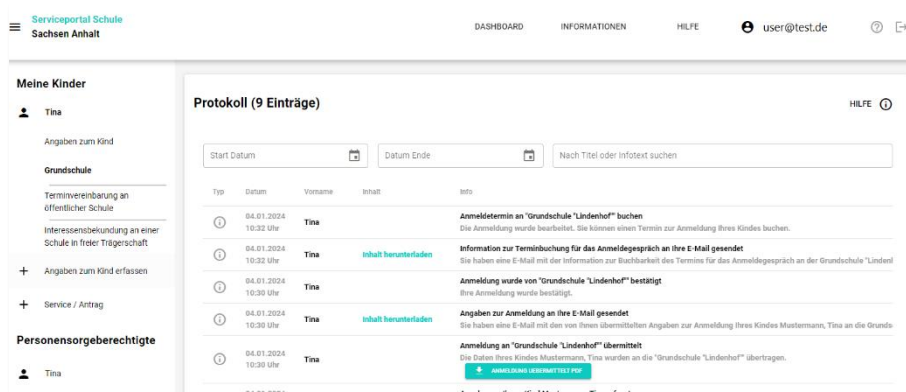 Serviceportal Schule
Sachsen Anhalt
DASHBOARD
INFORMATIONEN
HILFE
user@test.de
Meine Kinder
Tina
Angaben zum Kind
Grundschule
Terminvereinbarung an
öffentlicher Schule
Interessensbekundung an einer
Schule in freier Trägerschaft
Angaben zum Kind erfassen
Service / Antrag
Personensorgeberechtigte
Tina
Protokoll (9 Einträge)
HILFE
Start Datum
Datum Ende
Nach Titel oder Infotext suchen
Typ Datum Vorname Inhalt Info
04.01.2024
10:32 Uhr
Tina
Anmeldetermin an "Grundschule "Lindenhof"" buchen
Die Anmeldung wurde bearbeitet. Sie können einen Termin zur Anmeldung Ihres Kindes buchen.
04.01.2024
10:32 Uhr
Tina
Inhalt herunterladen
Information zur Terminbuchung für das Anmeldegespräch an Ihre E-Mail gesendet
Sie haben eine E-Mail mit der Information zur Buchbarkeit des Termins für das Anmeldegespräch an der Grundschule "Lindenl
04.01.2024
10:30 Uhr
Tina
Anmeldung wurde von "Grundschule "Lindenhof"" bestätigt
Ihre Anmeldung wurde bestätigt.
04.01.2024
10:30 Uhr
Tina
Inhalt herunterladen
Angaben zur Anmeldung an Ihre E-Mail gesendet
Sie haben eine E-Mail mit den von Ihnen übermittelten Angaben zur Anmeldung Ihres Kindes Mustermann, Tina an die Grunds
04.01.2024
10:30 Uhr
Tina
Anmeldung an "Grundschule "Lindenhof"" übermittelt
Die Daten Ihres Kindes Mustermann, Tina wurden an die "Grundschule "Lindenhof"" übertragen.
ANMELDUNG UEBERMITTELT PDF